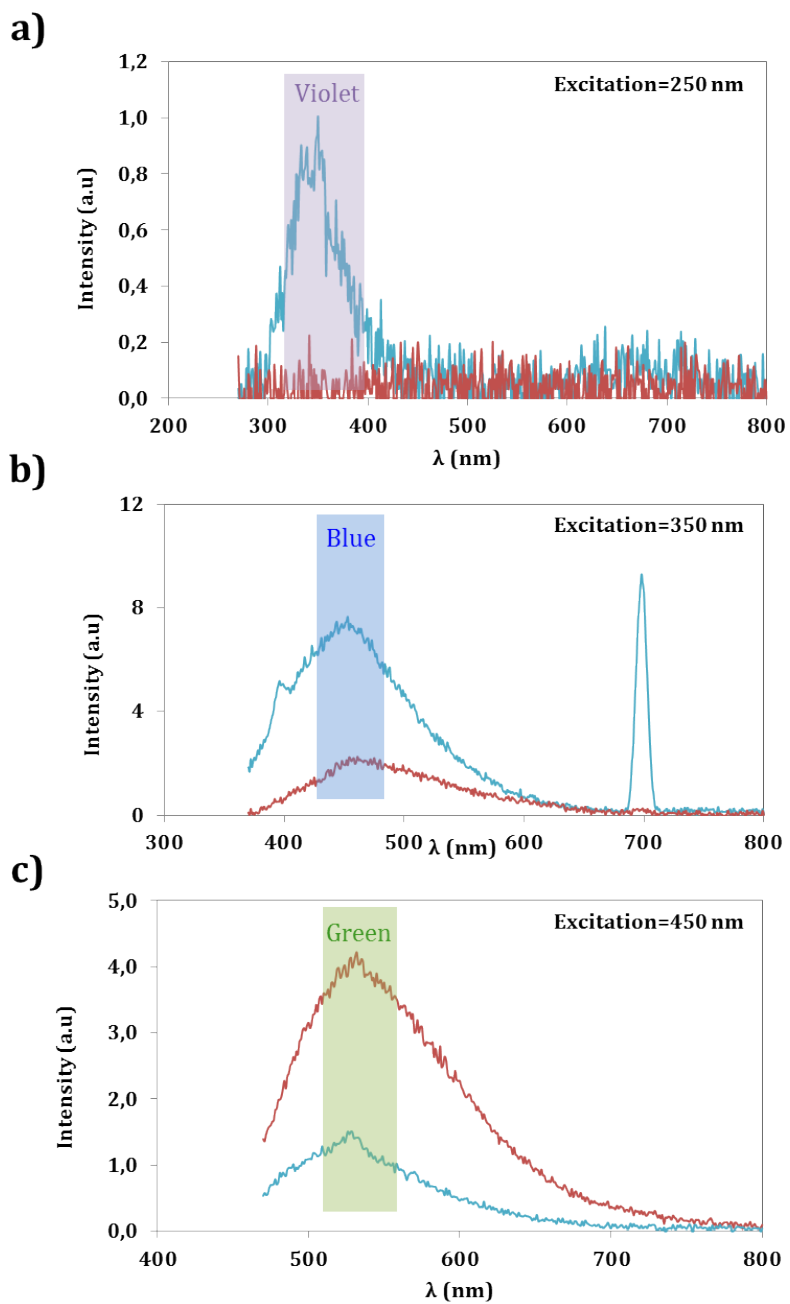 a)
1,2
Excitation=250 nm
Violet
1,0
0,8
0,6
0,4
0,2
0,0
Intensity (a.u)
200 300 400 500 600 700 800
λ (nm)
b)
12
Excitation=350 nm
Blue
8
4
0
Intensity (a.u)
300 400 500 600 700 800
λ (nm)
c)
5,0
Excitation=450 nm
Green
4,0
3,0
2,0
1,0
0,0
Intensity (a.u)
400 500 600 700 800
λ (nm)